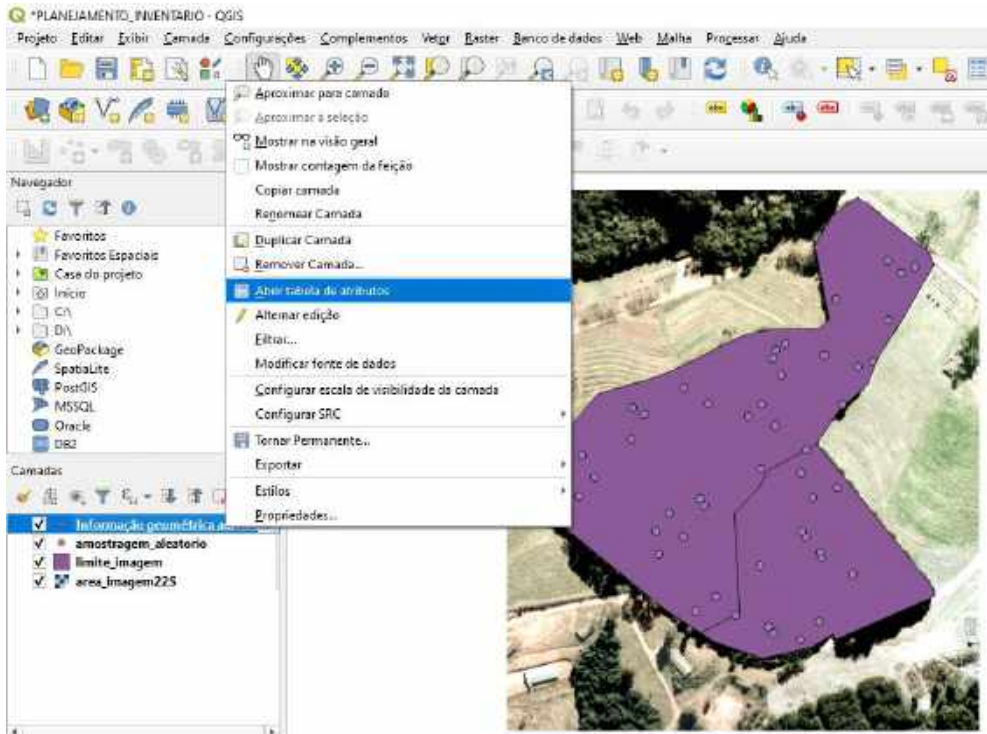 *PLANEJAMENTO_INVENTARIO - QGIS
Projeto Editar Exibir Camada Configurações Complementos Vetor Raster Banco de dados Web Malha Processar Ajuda
Aproximar para camada
Aproximar à seleção
Mostrar na visão geral
Mostrar contagem da feição
Copiar camada
Renomear Camada
Duplicar Camada
Remover Camada...
Abrir tabela de atributos
Alternar edição
Filtrar...
Modificar fonte de dados
Configurar escala de visibilidade da camada
Configurar SRC
Tornar Permanente...
Exportar
Estilos
Propriedades...
Navegador
Favoritos
Favoritos Espaciais
Casa do projeto
Início
C:\
D:\
GeoPackage
SpatiaLite
PostGIS
MSSQL
Oracle
DB2
Camadas
Informação geométrica
amostragem_aleatorio
limite_imagem
area_imagem22S